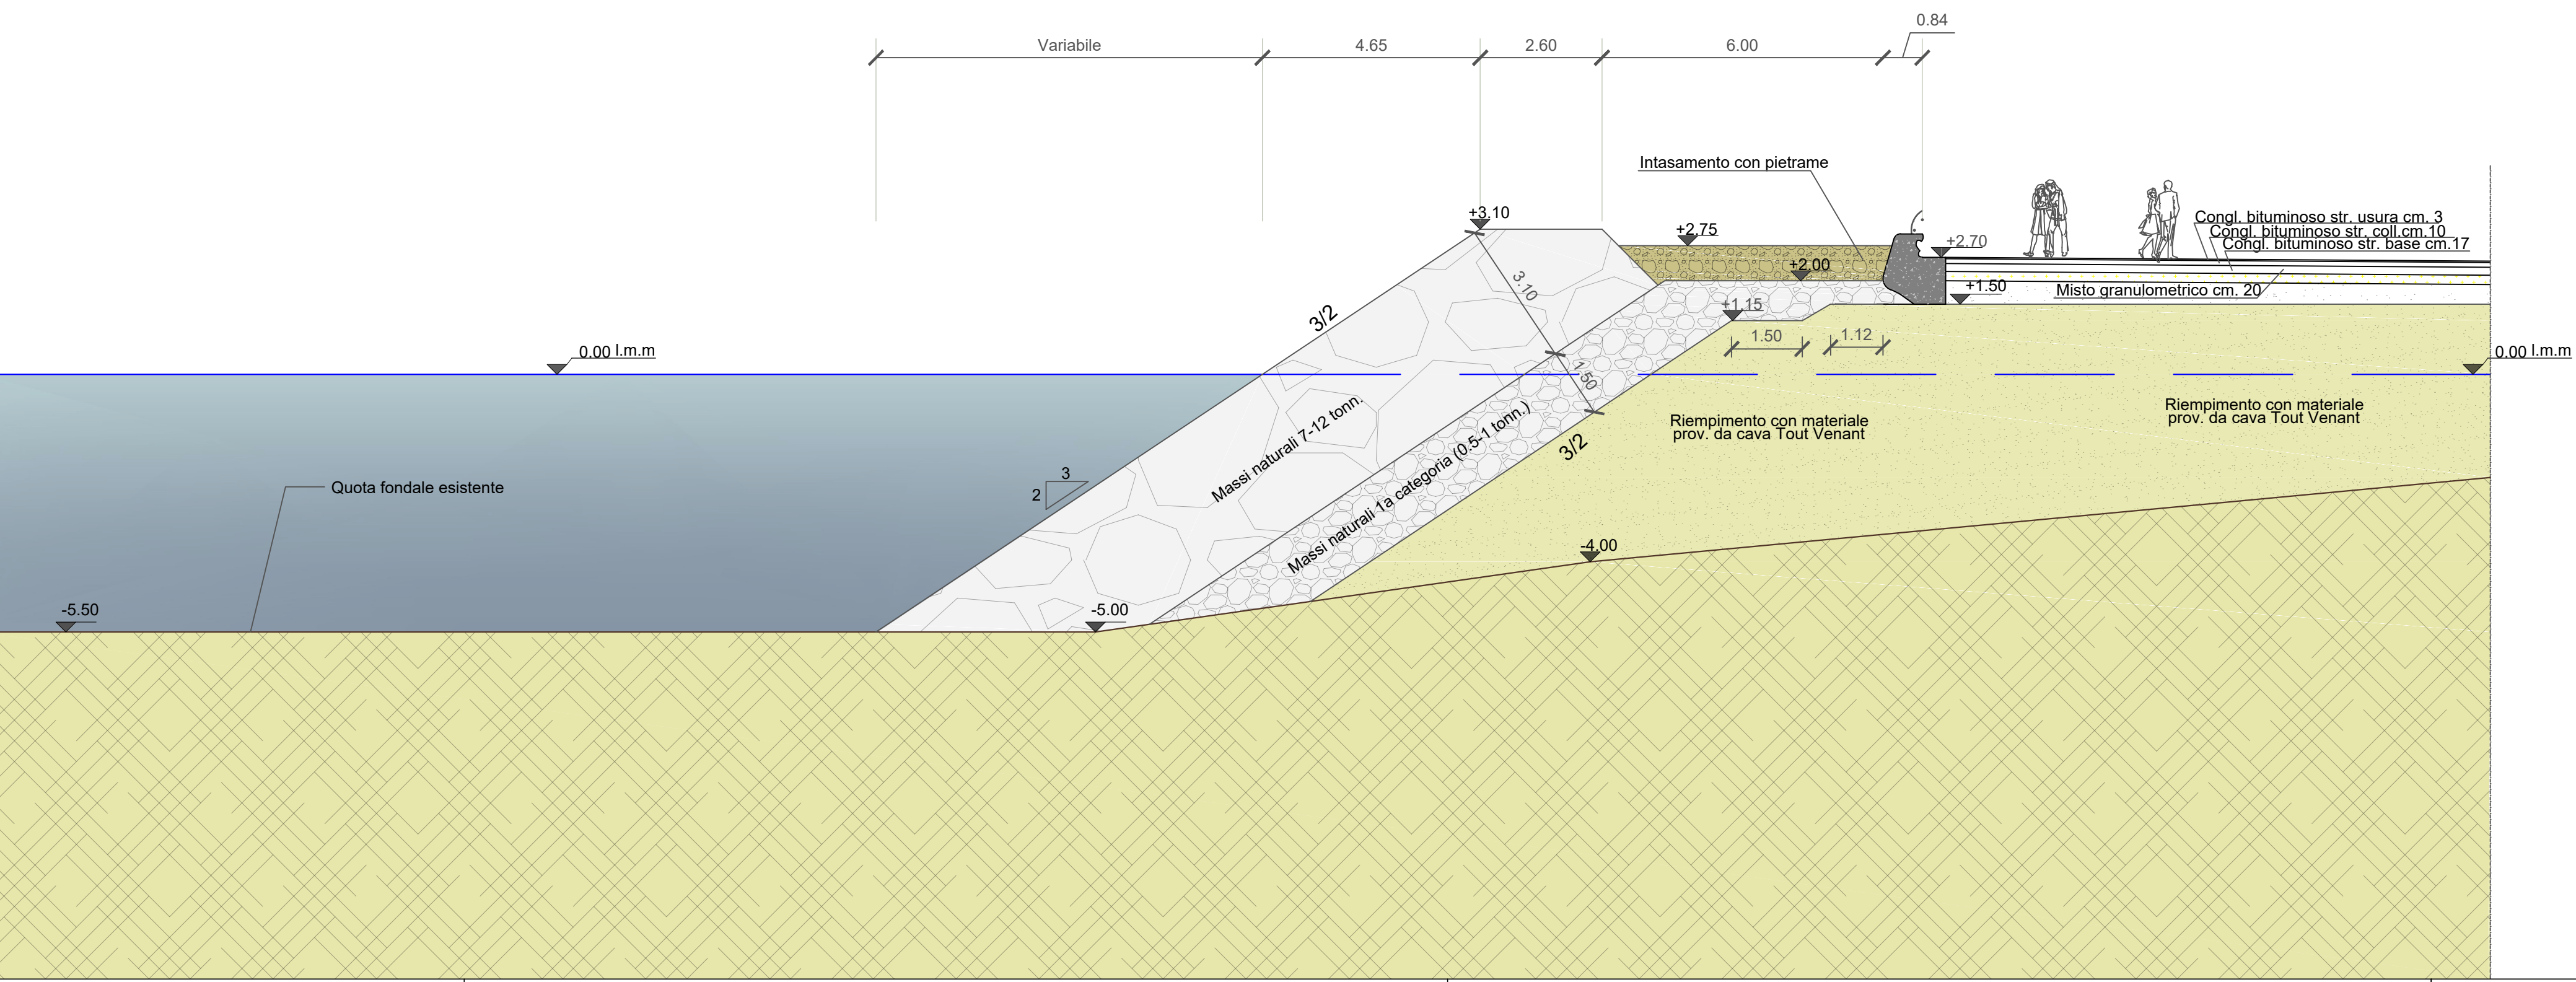 0.84
Variabile
4.65
2.60
6.00
Intasamento con pietrame
+3.10
+2.75
+2.70
Congl. bituminoso str. usura cm. 3
Congl. bituminoso str. coll.cm.10
Congl. bituminoso str. base cm.17
+2.00
3.10
+1.50
Misto granulometrico cm. 20
+1.15
3/2
1.50
1.12
0.00 l.m.m
0.00 l.m.m
1.50
Massi naturali 7-12 tonn.
Massi naturali 1a categoria (0.5-1 tonn.)
3/2
Riempimento con materiale
prov. da cava Tout Venant
Riempimento con materiale
prov. da cava Tout Venant
3
2
Quota fondale esistente
-4.00
-5.50
-5.00